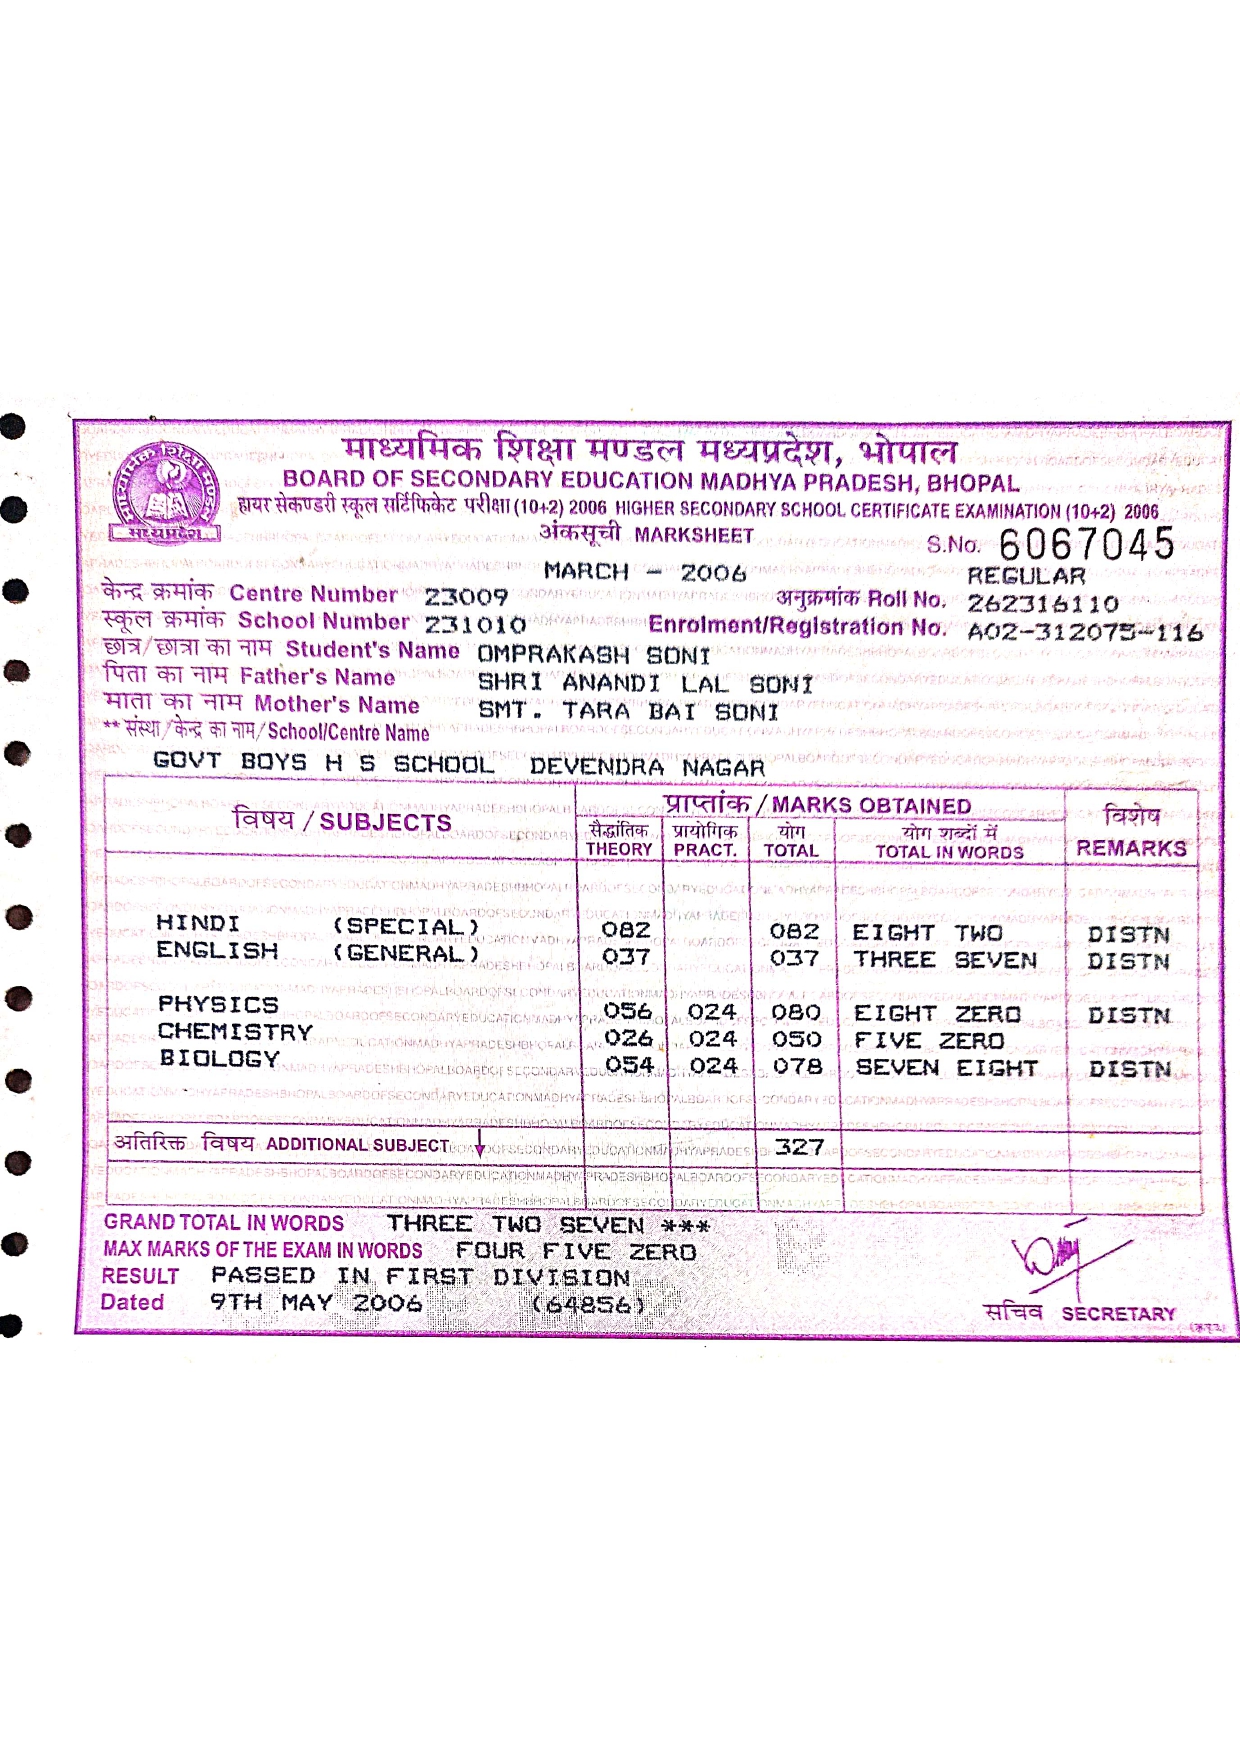 माध्यमिक शिक्षा मण्डल मध्यप्रदेश, भोपाल
BOARD OF SECONDARY EDUCATION MADHYA PRADESH, BHOPAL
हायर सेकण्डरी स्कूल सर्टिफिकेट परीक्षा (10+2) 2006 HIGHER SECONDARY SCHOOL CERTIFICATE EXAMINATION (10+2) 2006
मध्यप्रदेश
अंकसूची MARKSHEET S.No. 6067045
MARCH - 2006 REGULAR
केन्द्र क्रमांक Centre Number 23009 अनुक्रमांक Roll No. 262316110
स्कूल क्रमांक School Number 231010 Enrolment/Registration No. A02-312075-116
छात्र/छात्रा का नाम Student's Name OMPRAKASH SONI
पिता का नाम Father's Name SHRI ANANDI LAL SONI
माता का नाम Mother's Name SMT. TARA BAI SONI
** संस्था/केन्द्र का नाम/School/Centre Name
GOVT BOYS H S SCHOOL DEVENDRA NAGAR
विषय / SUBJECTS प्राप्तांक / MARKS OBTAINED विशेष
सैद्धांतिक प्रायोगिक योग योग शब्दों में
THEORY PRACT. TOTAL TOTAL IN WORDS REMARKS
HINDI (SPECIAL) 082 082 EIGHT TWO DISTN
ENGLISH (GENERAL) 037 037 THREE SEVEN DISTN
PHYSICS 056 024 080 EIGHT ZERO DISTN
CHEMISTRY 026 024 050 FIVE ZERO
BIOLOGY 054 024 078 SEVEN EIGHT DISTN
अतिरिक्त विषय ADDITIONAL SUBJECT 327
GRAND TOTAL IN WORDS THREE TWO SEVEN ***
MAX MARKS OF THE EXAM IN WORDS FOUR FIVE ZERO
RESULT PASSED IN FIRST DIVISION
Dated 9TH MAY 2006 (64856)
सचिव SECRETARY